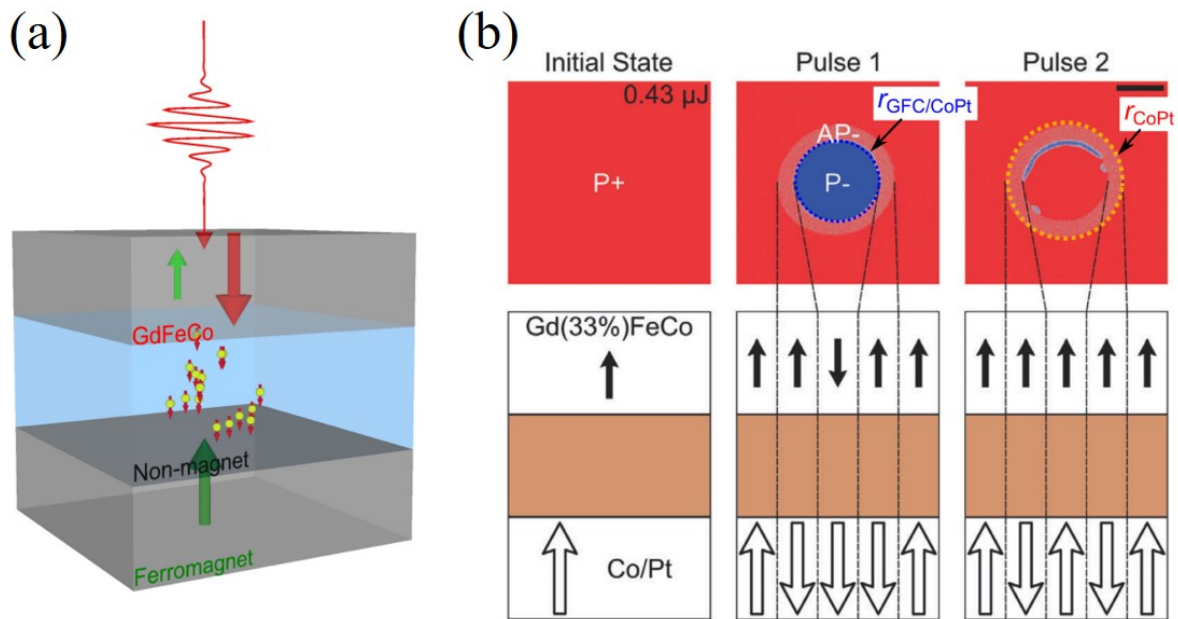 (a)
GdFeCo
Non-magnet
Ferromagnet
(b)
Initial State
Pulse 1
Pulse 2
0.43 μJ
P+
AP-
P-
rGFC/CoPt
rCoPt
Gd(33%)FeCo
Co/Pt